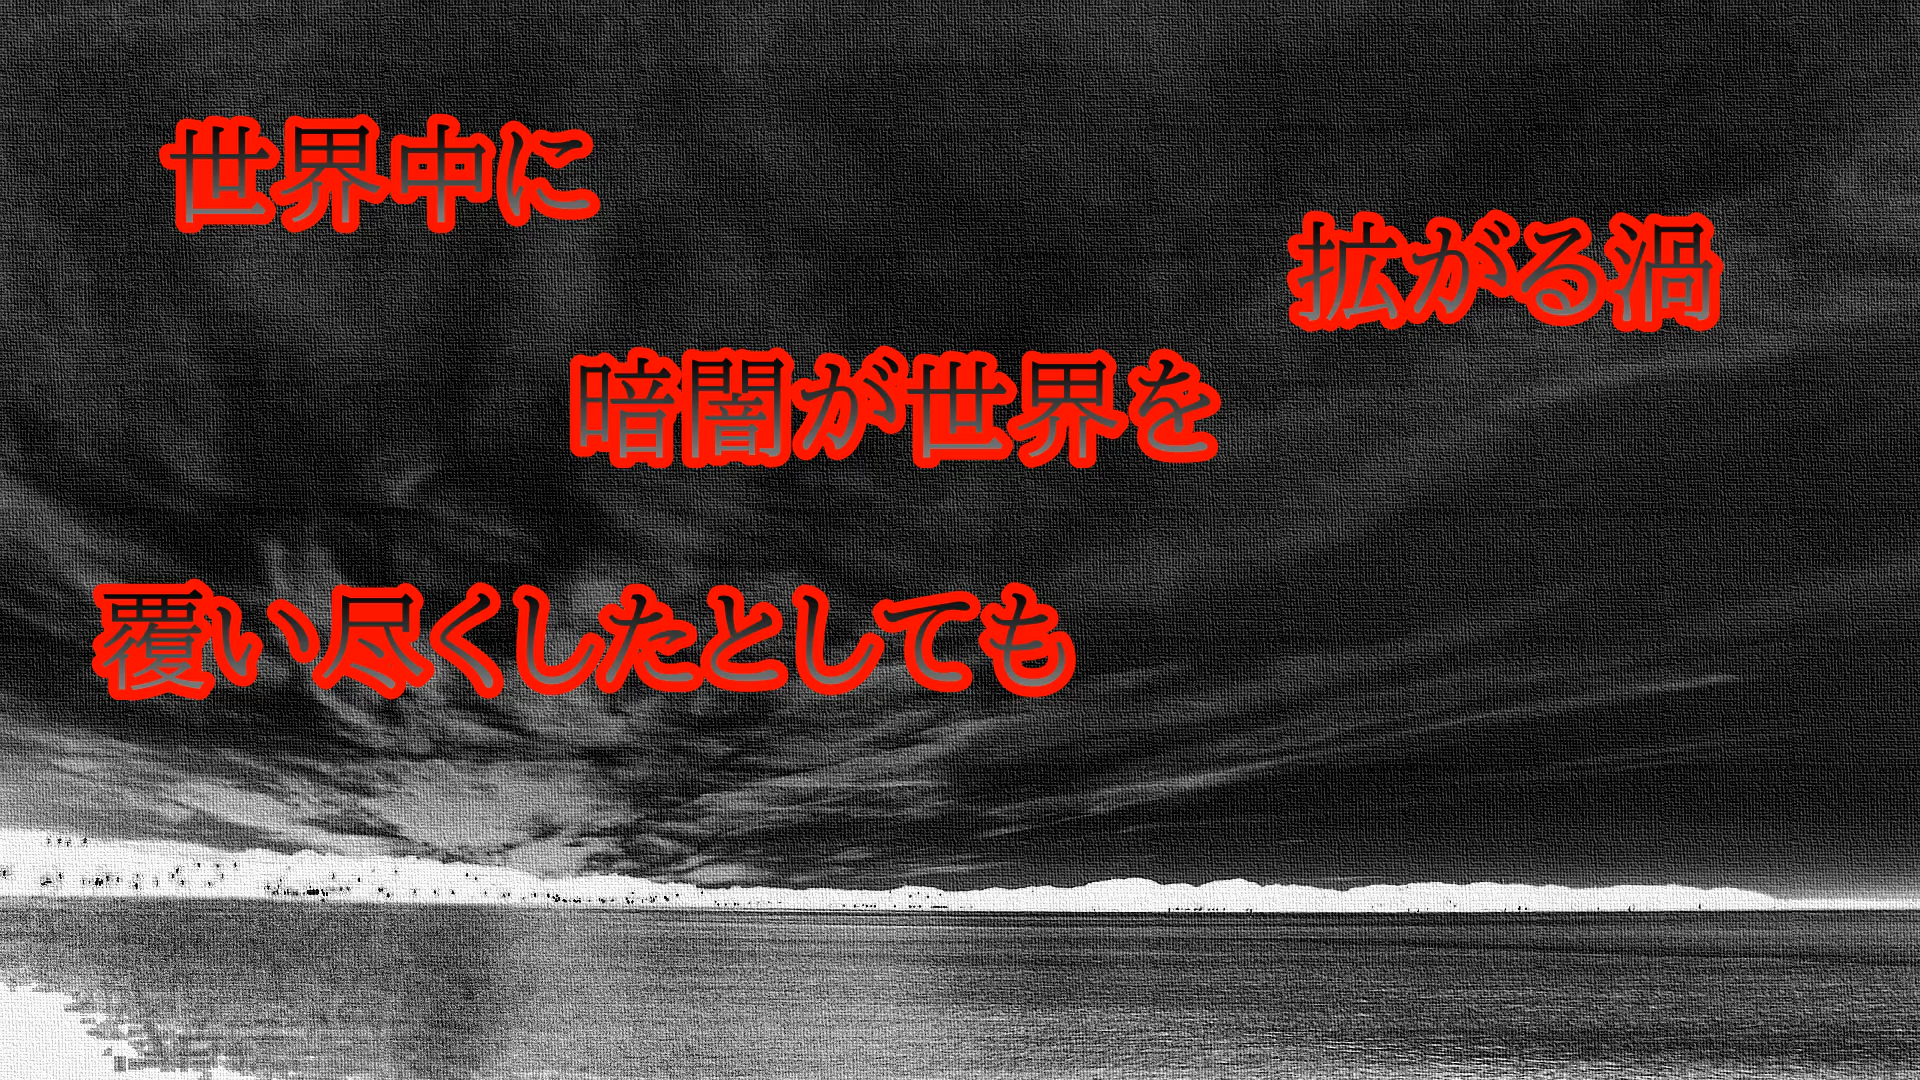 世界中に
拡がる渦
暗闇が世界を
覆い尽くしたとしても